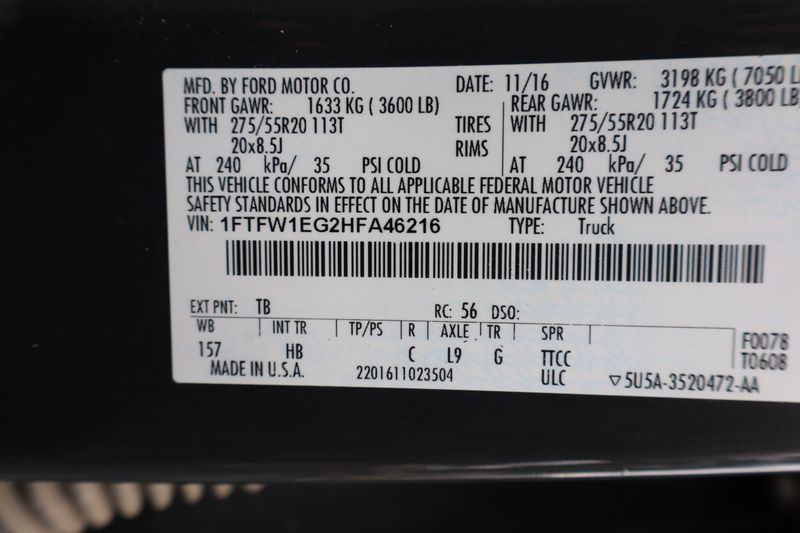 MFD. BY FORD MOTOR CO. DATE: 11/16 GVWR: 3198 KG ( 7050 L
FRONT GAWR: 1633 KG ( 3600 LB) REAR GAWR: 1724 KG ( 3800 LB
WITH 275/55R20 113T TIRES WITH 275/55R20 113T
20x8.5J RIMS 20x8.5J
AT 240 kPa/ 35 PSI COLD AT 240 kPa/ 35 PSI COLD
THIS VEHICLE CONFORMS TO ALL APPLICABLE FEDERAL MOTOR VEHICLE
SAFETY STANDARDS IN EFFECT ON THE DATE OF MANUFACTURE SHOWN ABOVE.
VIN: 1FTFW1EG2HFA46216 TYPE: Truck
EXT PNT: TB RC: 56 DSO:
WB INT TR TP/PS R AXLE TR SPR F0078
157 HB C L9 G TTCC T0608
MADE IN U.S.A. 2201611023504 ULC ▽5U5A-3520472-AA